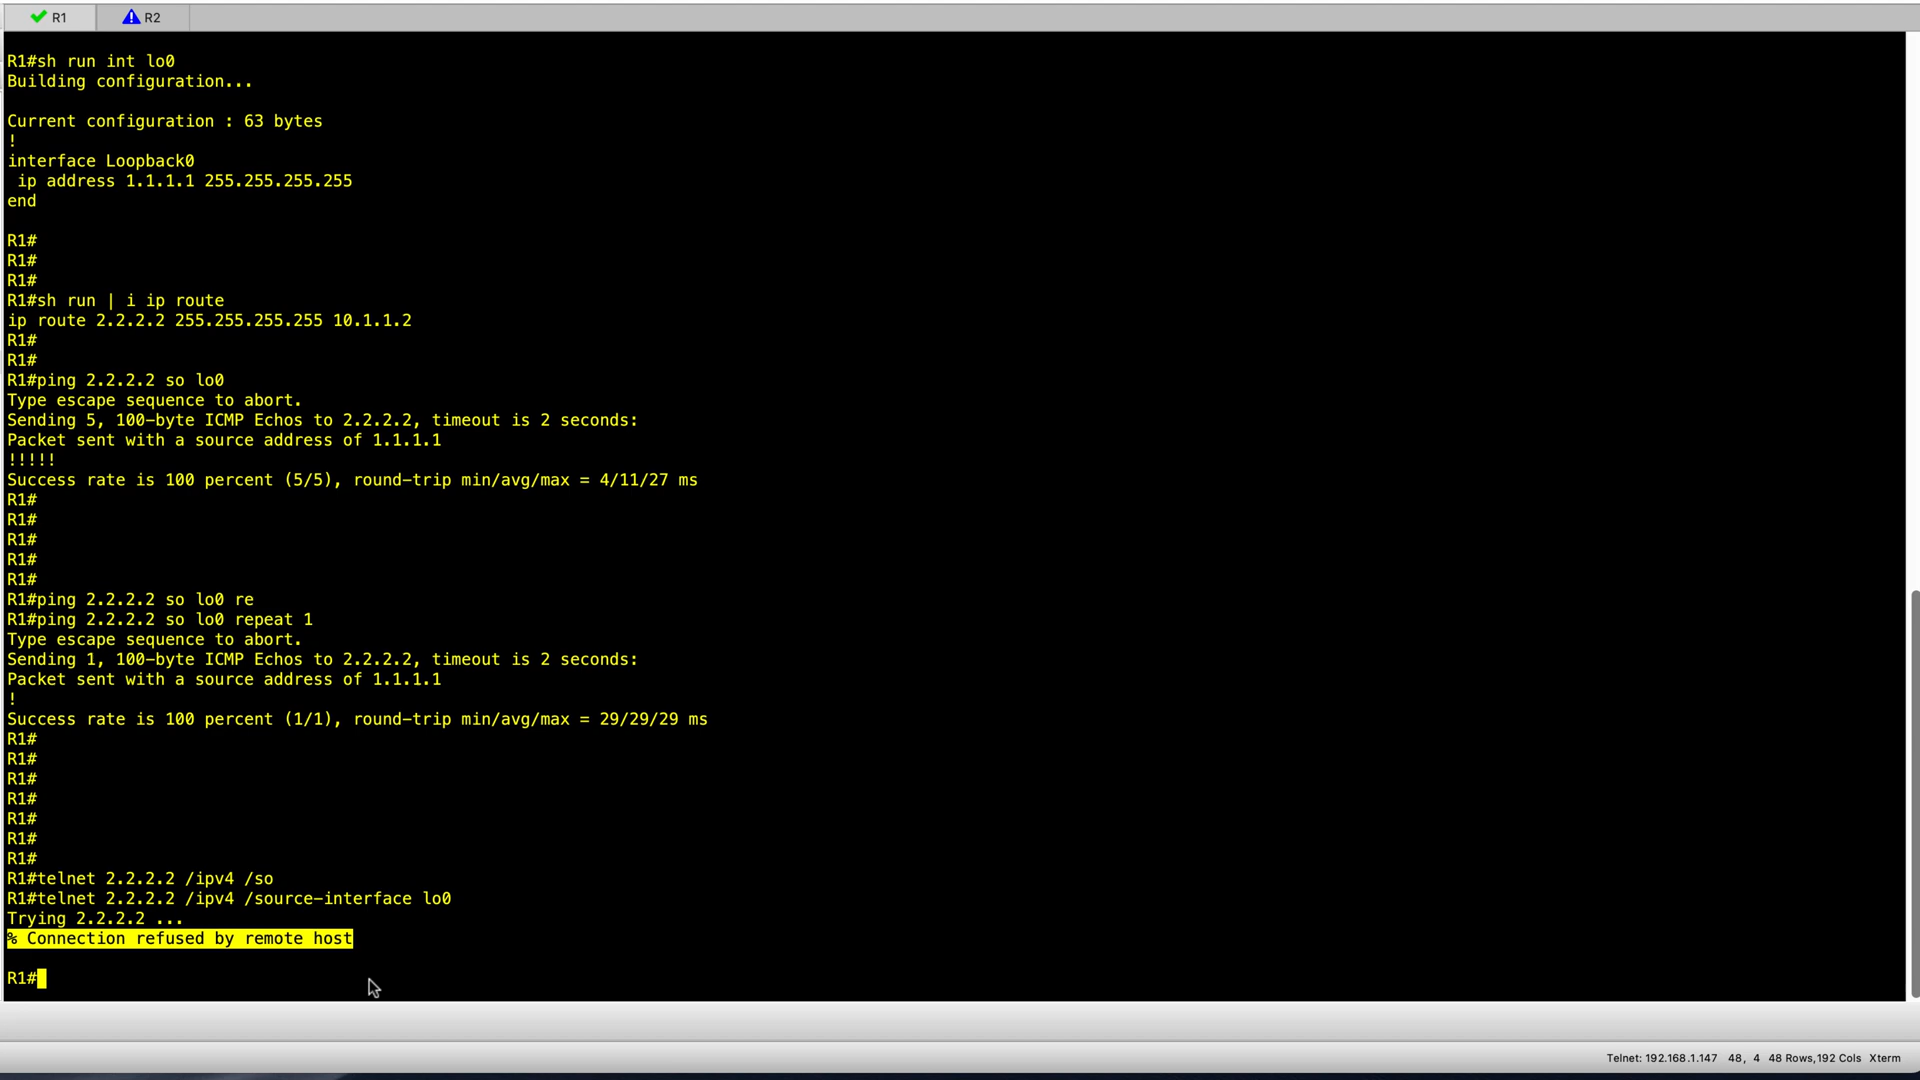 R1
R2
R1#sh run int lo0
Building configuration...
Current configuration : 63 bytes
!
interface Loopback0
 ip address 1.1.1.1 255.255.255.255
end
R1#
R1#
R1#
R1#sh run | i ip route
ip route 2.2.2.2 255.255.255.255 10.1.1.2
R1#
R1#
R1#ping 2.2.2.2 so lo0
Type escape sequence to abort.
Sending 5, 100-byte ICMP Echos to 2.2.2.2, timeout is 2 seconds:
Packet sent with a source address of 1.1.1.1
!!!!!
Success rate is 100 percent (5/5), round-trip min/avg/max = 4/11/27 ms
R1#
R1#
R1#
R1#
R1#
R1#ping 2.2.2.2 so lo0 re
R1#ping 2.2.2.2 so lo0 repeat 1
Type escape sequence to abort.
Sending 1, 100-byte ICMP Echos to 2.2.2.2, timeout is 2 seconds:
Packet sent with a source address of 1.1.1.1
!
Success rate is 100 percent (1/1), round-trip min/avg/max = 29/29/29 ms
R1#
R1#
R1#
R1#
R1#
R1#
R1#
R1#telnet 2.2.2.2 /ipv4 /so
R1#telnet 2.2.2.2 /ipv4 /source-interface lo0
Trying 2.2.2.2 ...
% Connection refused by remote host
R1#
Telnet: 192.168.1.147 48, 4 48 Rows,192 Cols Xterm